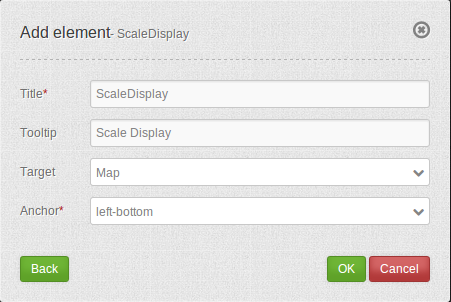 Add element- ScaleDisplay
Title* ScaleDisplay
Tooltip Scale Display
Target Map
Anchor* left-bottom
Back OK Cancel